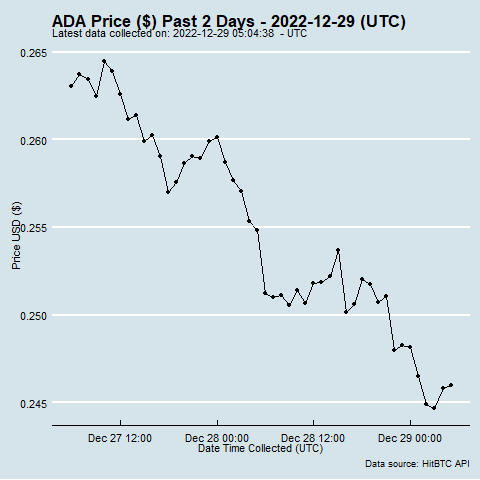 ADA Price ($) Past 2 Days - 2022-12-29 (UTC)
Latest data collected on: 2022-12-29 05:04:38  - UTC
0.265
0.260
0.255
0.250
0.245
Price USD ($)
Dec 27 12:00
Dec 28 00:00
Dec 28 12:00
Dec 29 00:00
Date Time Collected (UTC)
Data source: HitBTC API